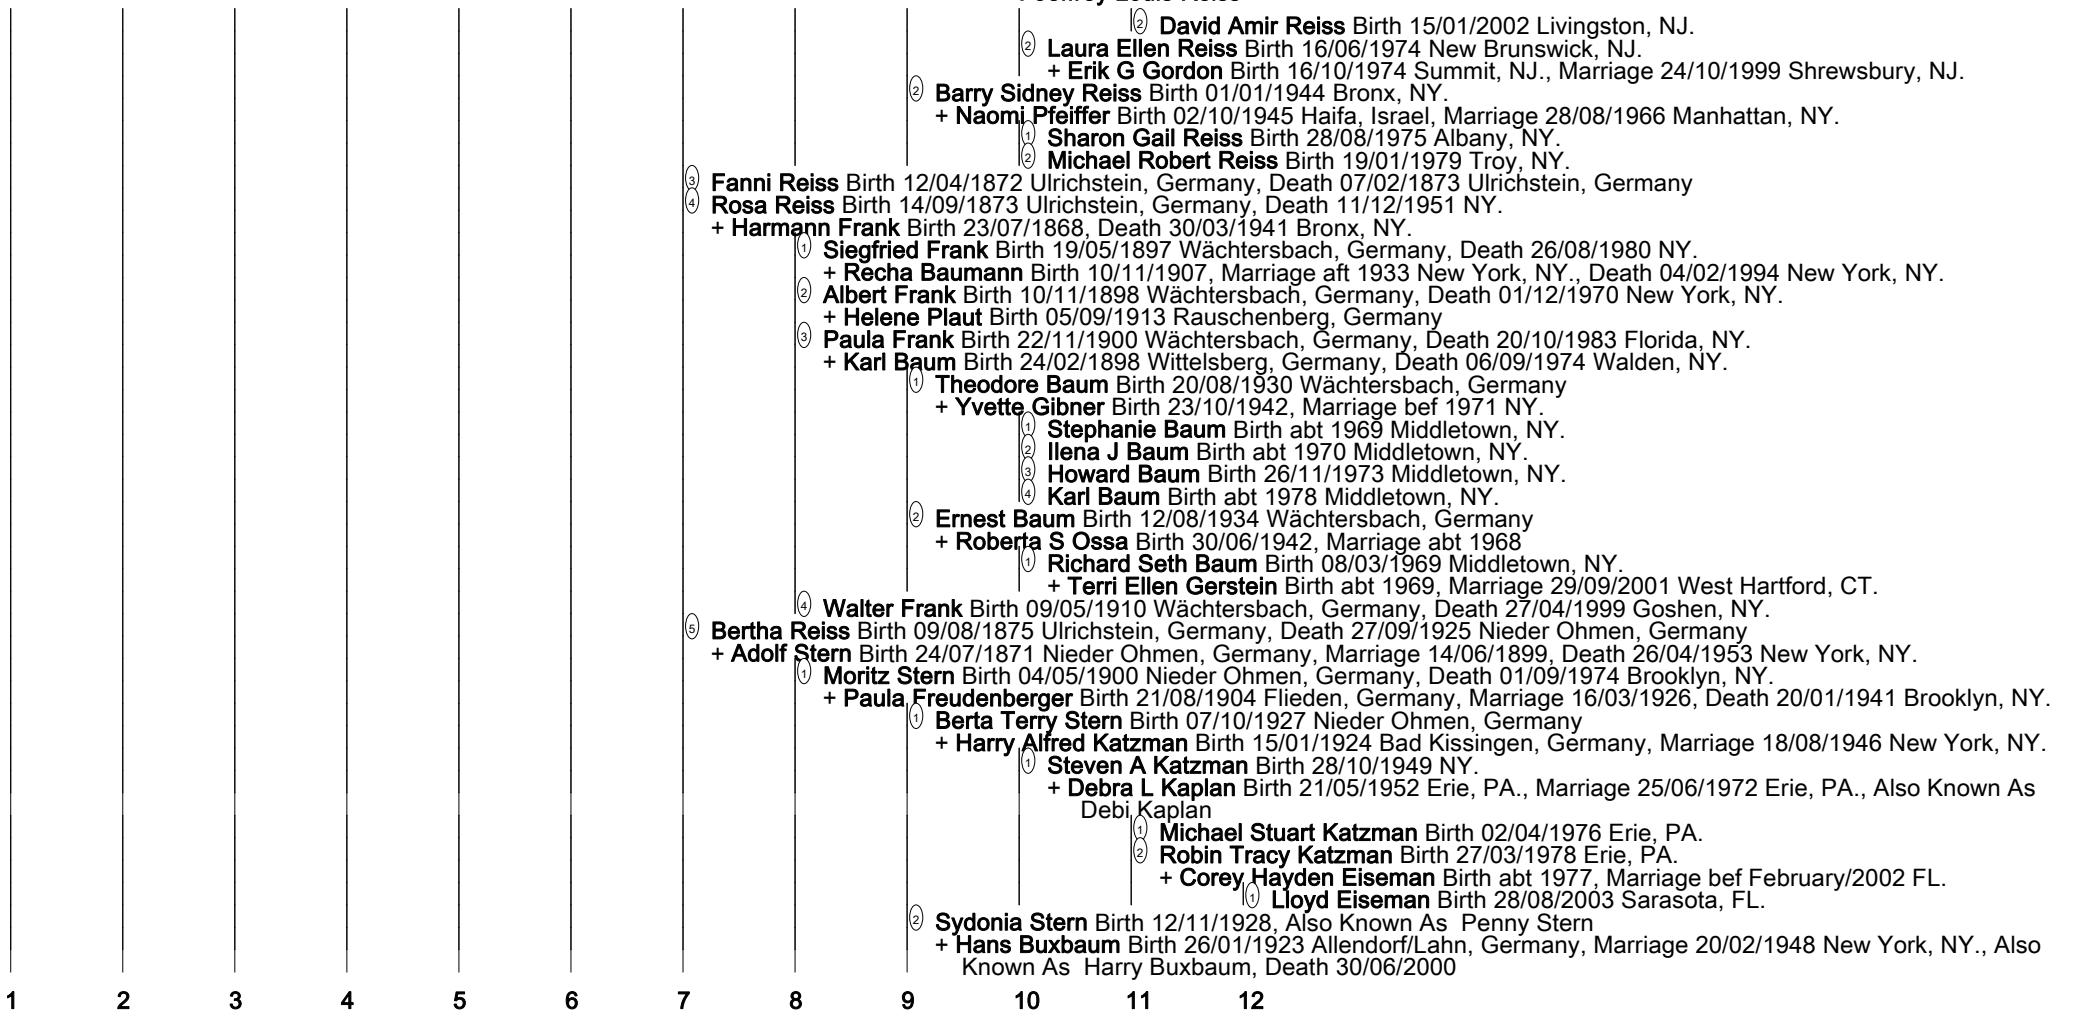 ② David Amir Reiss Birth 15/01/2002 Livingston, NJ.
② Laura Ellen Reiss Birth 16/06/1974 New Brunswick, NJ.
+ Erik G Gordon Birth 16/10/1974 Summit, NJ., Marriage 24/10/1999 Shrewsbury, NJ.
② Barry Sidney Reiss Birth 01/01/1944 Bronx, NY.
+ Naomi Pfeiffer Birth 02/10/1945 Haifa, Israel, Marriage 28/08/1966 Manhattan, NY.
① Sharon Gail Reiss Birth 28/08/1975 Albany, NY.
② Michael Robert Reiss Birth 19/01/1979 Troy, NY.
③ Fanni Reiss Birth 12/04/1872 Ulrichstein, Germany, Death 07/02/1873 Ulrichstein, Germany
④ Rosa Reiss Birth 14/09/1873 Ulrichstein, Germany, Death 11/12/1951 NY.
+ Harmann Frank Birth 23/07/1868, Death 30/03/1941 Bronx, NY.
① Siegfried Frank Birth 19/05/1897 Wächtersbach, Germany, Death 26/08/1980 NY.
+ Recha Baumann Birth 10/11/1907, Marriage aft 1933 New York, NY., Death 04/02/1994 New York, NY.
② Albert Frank Birth 10/11/1898 Wächtersbach, Germany, Death 01/12/1970 New York, NY.
+ Helene Plaut Birth 05/09/1913 Rauschenberg, Germany
③ Paula Frank Birth 22/11/1900 Wächtersbach, Germany, Death 20/10/1983 Florida, NY.
+ Karl Baum Birth 24/02/1898 Wittelsberg, Germany, Death 06/09/1974 Walden, NY.
① Theodore Baum Birth 20/08/1930 Wächtersbach, Germany
+ Yvette Gibner Birth 23/10/1942, Marriage bef 1971 NY.
① Stephanie Baum Birth abt 1969 Middletown, NY.
② Ilena J Baum Birth abt 1970 Middletown, NY.
③ Howard Baum Birth 26/11/1973 Middletown, NY.
④ Karl Baum Birth abt 1978 Middletown, NY.
② Ernest Baum Birth 12/08/1934 Wächtersbach, Germany
+ Roberta S Ossa Birth 30/06/1942, Marriage abt 1968
① Richard Seth Baum Birth 08/03/1969 Middletown, NY.
+ Terri Ellen Gerstein Birth abt 1969, Marriage 29/09/2001 West Hartford, CT.
④ Walter Frank Birth 09/05/1910 Wächtersbach, Germany, Death 27/04/1999 Goshen, NY.
⑤ Bertha Reiss Birth 09/08/1875 Ulrichstein, Germany, Death 27/09/1925 Nieder Ohmen, Germany
+ Adolf Stern Birth 24/07/1871 Nieder Ohmen, Germany, Marriage 14/06/1899, Death 26/04/1953 New York, NY.
① Moritz Stern Birth 04/05/1900 Nieder Ohmen, Germany, Death 01/09/1974 Brooklyn, NY.
+ Paula Freudenberger Birth 21/08/1904 Flieden, Germany, Marriage 16/03/1926, Death 20/01/1941 Brooklyn, NY.
① Berta Terry Stern Birth 07/10/1927 Nieder Ohmen, Germany
+ Harry Alfred Katzman Birth 15/01/1924 Bad Kissingen, Germany, Marriage 18/08/1946 New York, NY.
① Steven A Katzman Birth 28/10/1949 NY.
+ Debra L Kaplan Birth 21/05/1952 Erie, PA., Marriage 25/06/1972 Erie, PA., Also Known As
Debi Kaplan
① Michael Stuart Katzman Birth 02/04/1976 Erie, PA.
② Robin Tracy Katzman Birth 27/03/1978 Erie, PA.
+ Corey Hayden Eiseman Birth abt 1977, Marriage bef February/2002 FL.
① Lloyd Eiseman Birth 28/08/2003 Sarasota, FL.
② Sydonia Stern Birth 12/11/1928, Also Known As Penny Stern
+ Hans Buxbaum Birth 26/01/1923 Allendorf/Lahn, Germany, Marriage 20/02/1948 New York, NY., Also
Known As Harry Buxbaum, Death 30/06/2000
1 2 3 4 5 6 7 8 9 10 11 12